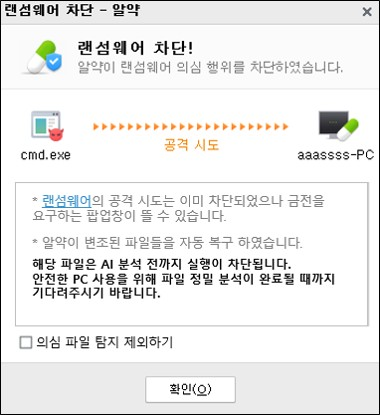 랜섬웨어 차단 - 알약
랜섬웨어 차단!
알약이 랜섬웨어 의심 행위를 차단하였습니다.
cmd.exe
공격 시도
aaassss-PC
* 랜섬웨어의 공격 시도는 이미 차단되었으나 금전을
요구하는 팝업창이 뜰 수 있습니다.
* 알약이 변조된 파일들을 자동 복구 하였습니다.
해당 파일은 AI 분석 전까지 실행이 차단됩니다.
안전한 PC 사용을 위해 파일 정밀 분석이 완료될 때까지
기다려주시기 바랍니다.
의심 파일 탐지 제외하기
확인(O)